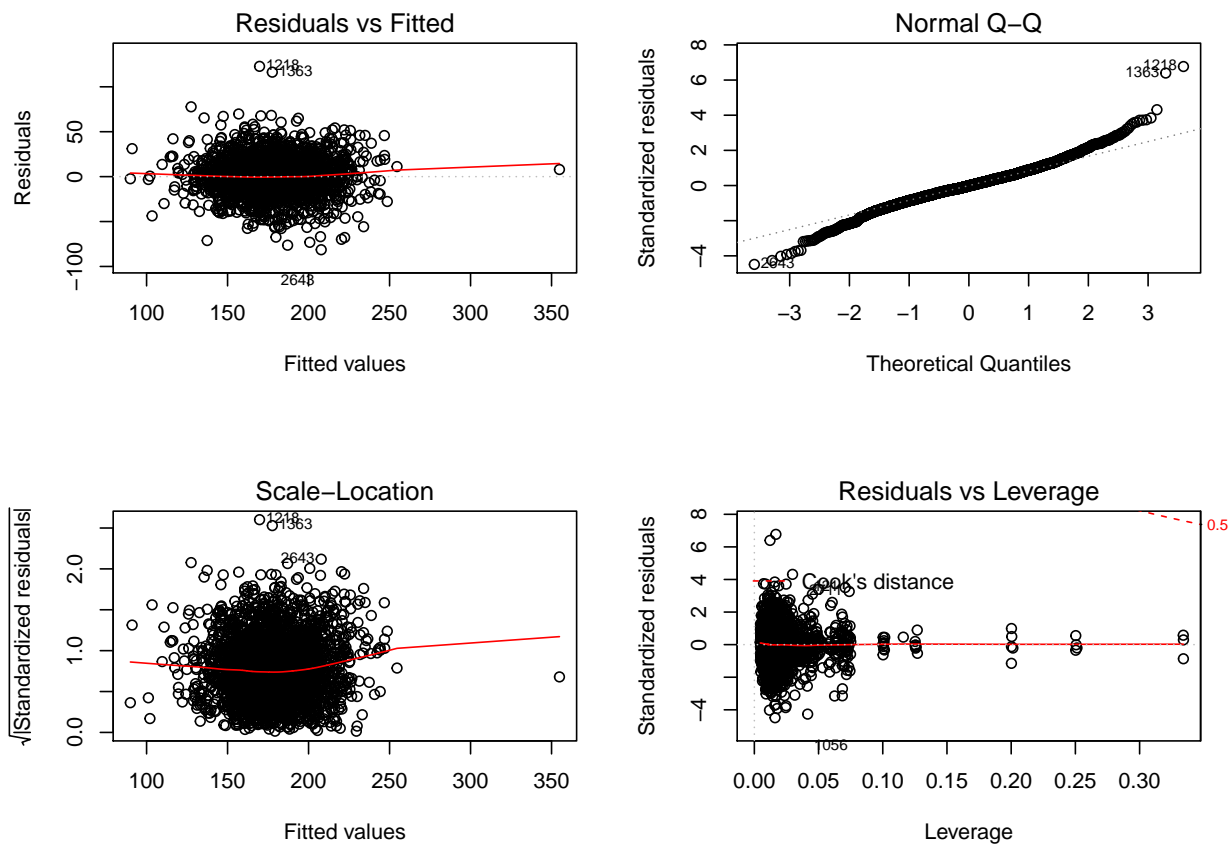 Residuals vs Fitted
Residuals
−100
0
50
1218
1363
2643
100 150 200 250 300 350
Fitted values
Normal Q−Q
Standardized residuals
−4
0
2
4
6
8
1218
1363
2643
−3 −2 −1 0 1 2 3
Theoretical Quantiles
Scale−Location
√|Standardized residuals|
0.0
1.0
2.0
1218
1363
2643
100 150 200 250 300 350
Fitted values
Residuals vs Leverage
Standardized residuals
−4
0
2
4
6
8
0.5
Cook's distance
1056
0.00 0.05 0.10 0.15 0.20 0.25 0.30
Leverage